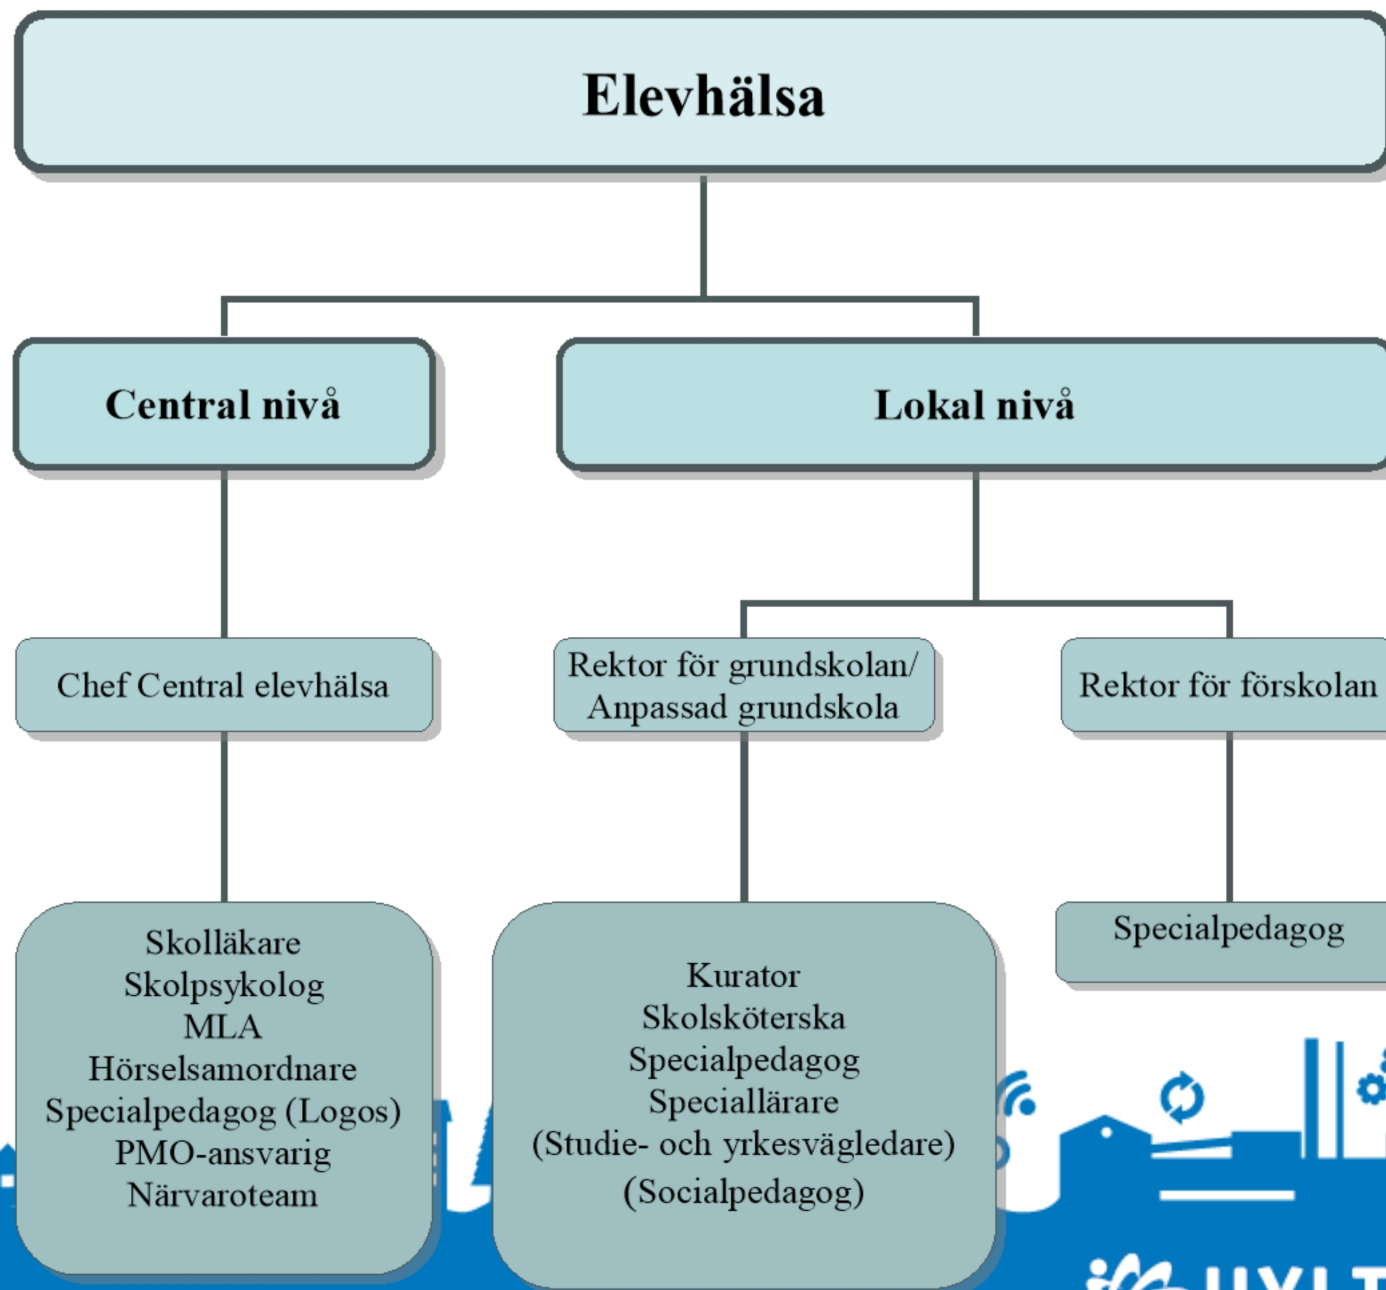 Elevhälsa
Central nivå
Lokal nivå
Chef Central elevhälsa
Rektor för grundskolan/
Anpassad grundskola
Rektor för förskolan
Skolläkare
Skolpsykolog
MLA
Hörselsamordnare
Specialpedagog (Logos)
PMO-ansvarig
Närvaroteam
Kurator
Skolsköterska
Specialpedagog
Speciallärare
(Studie- och yrkesvägledare)
(Socialpedagog)
Specialpedagog